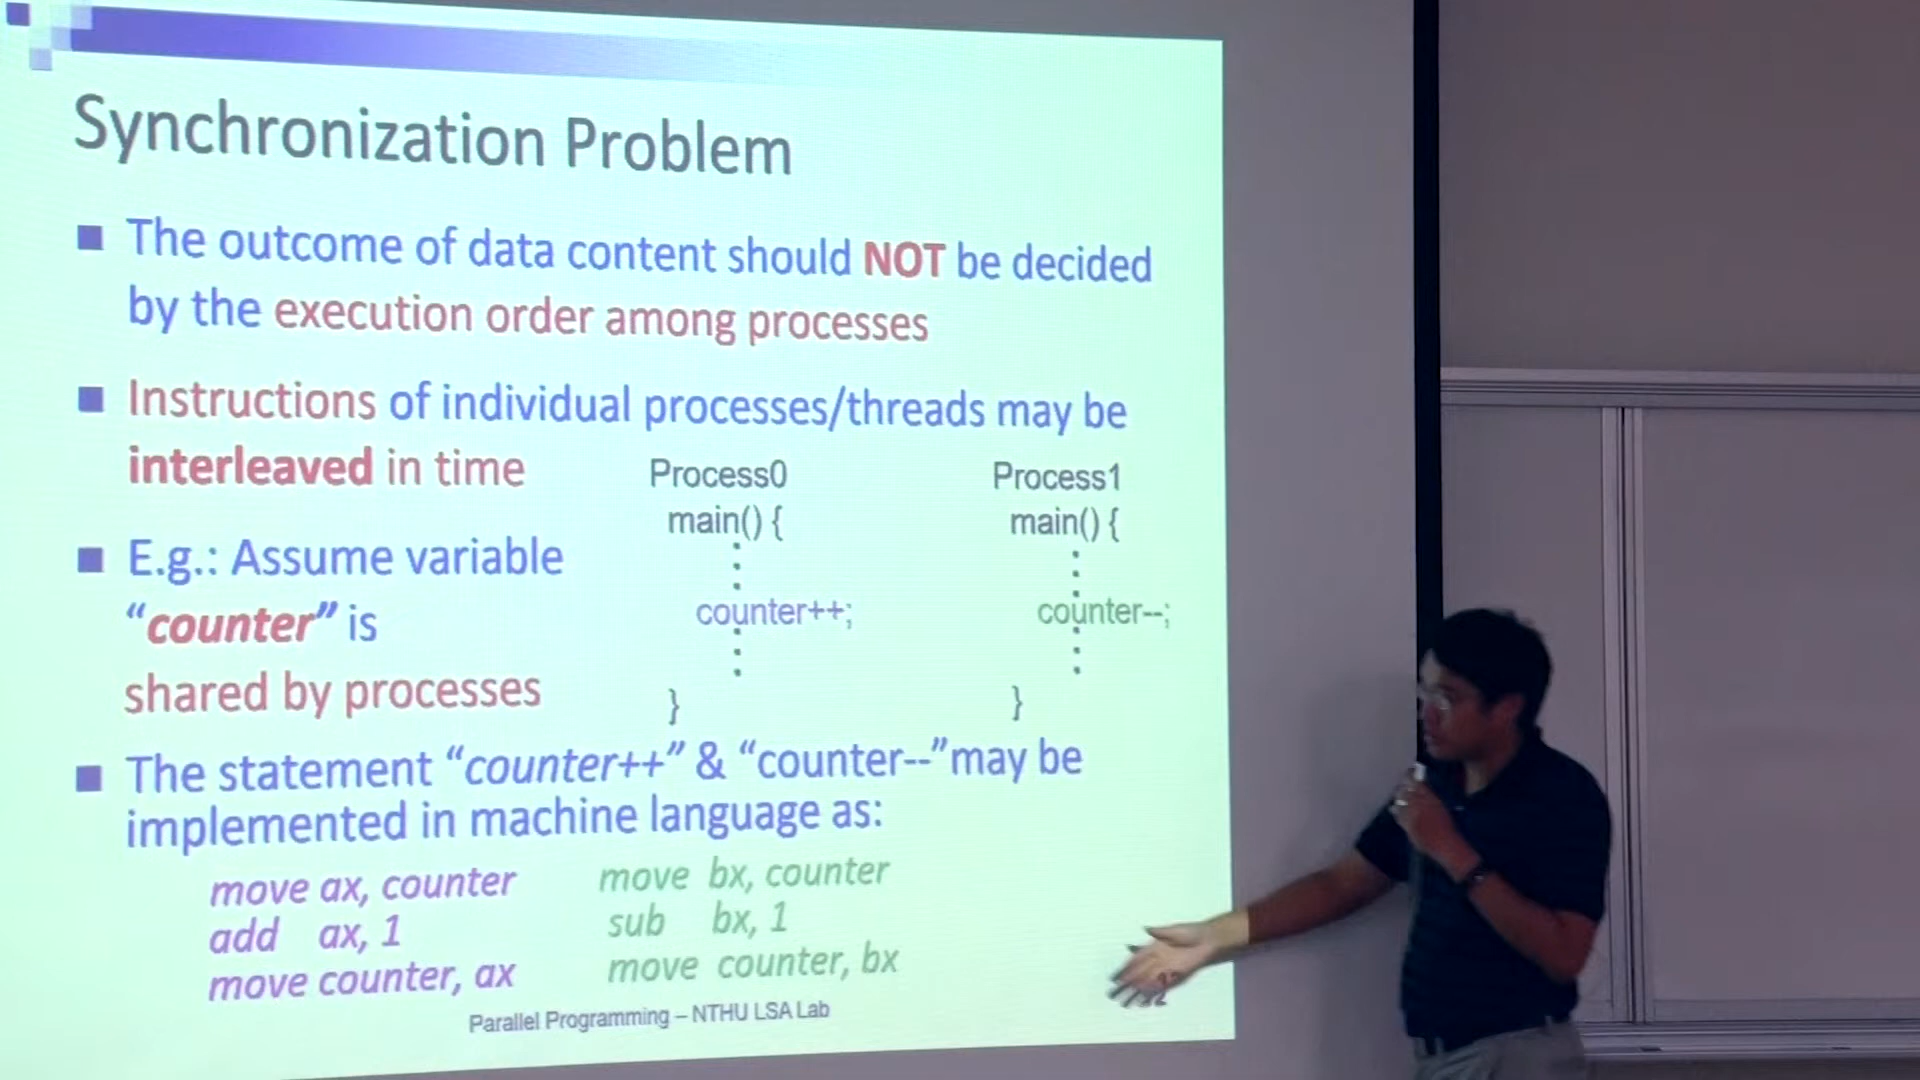 Synchronization Problem
The outcome of data content should NOT be decided
by the execution order among processes
Instructions of individual processes/threads may be
interleaved in time
Process0
main() {
counter++;
}
Process1
main() {
counter--;
}
E.g.: Assume variable
“counter” is
shared by processes
The statement “counter++” & “counter--”may be
implemented in machine language as:
move ax, counter
add ax, 1
move counter, ax
move bx, counter
sub bx, 1
move counter, bx
Parallel Programming – NTHU LSA Lab